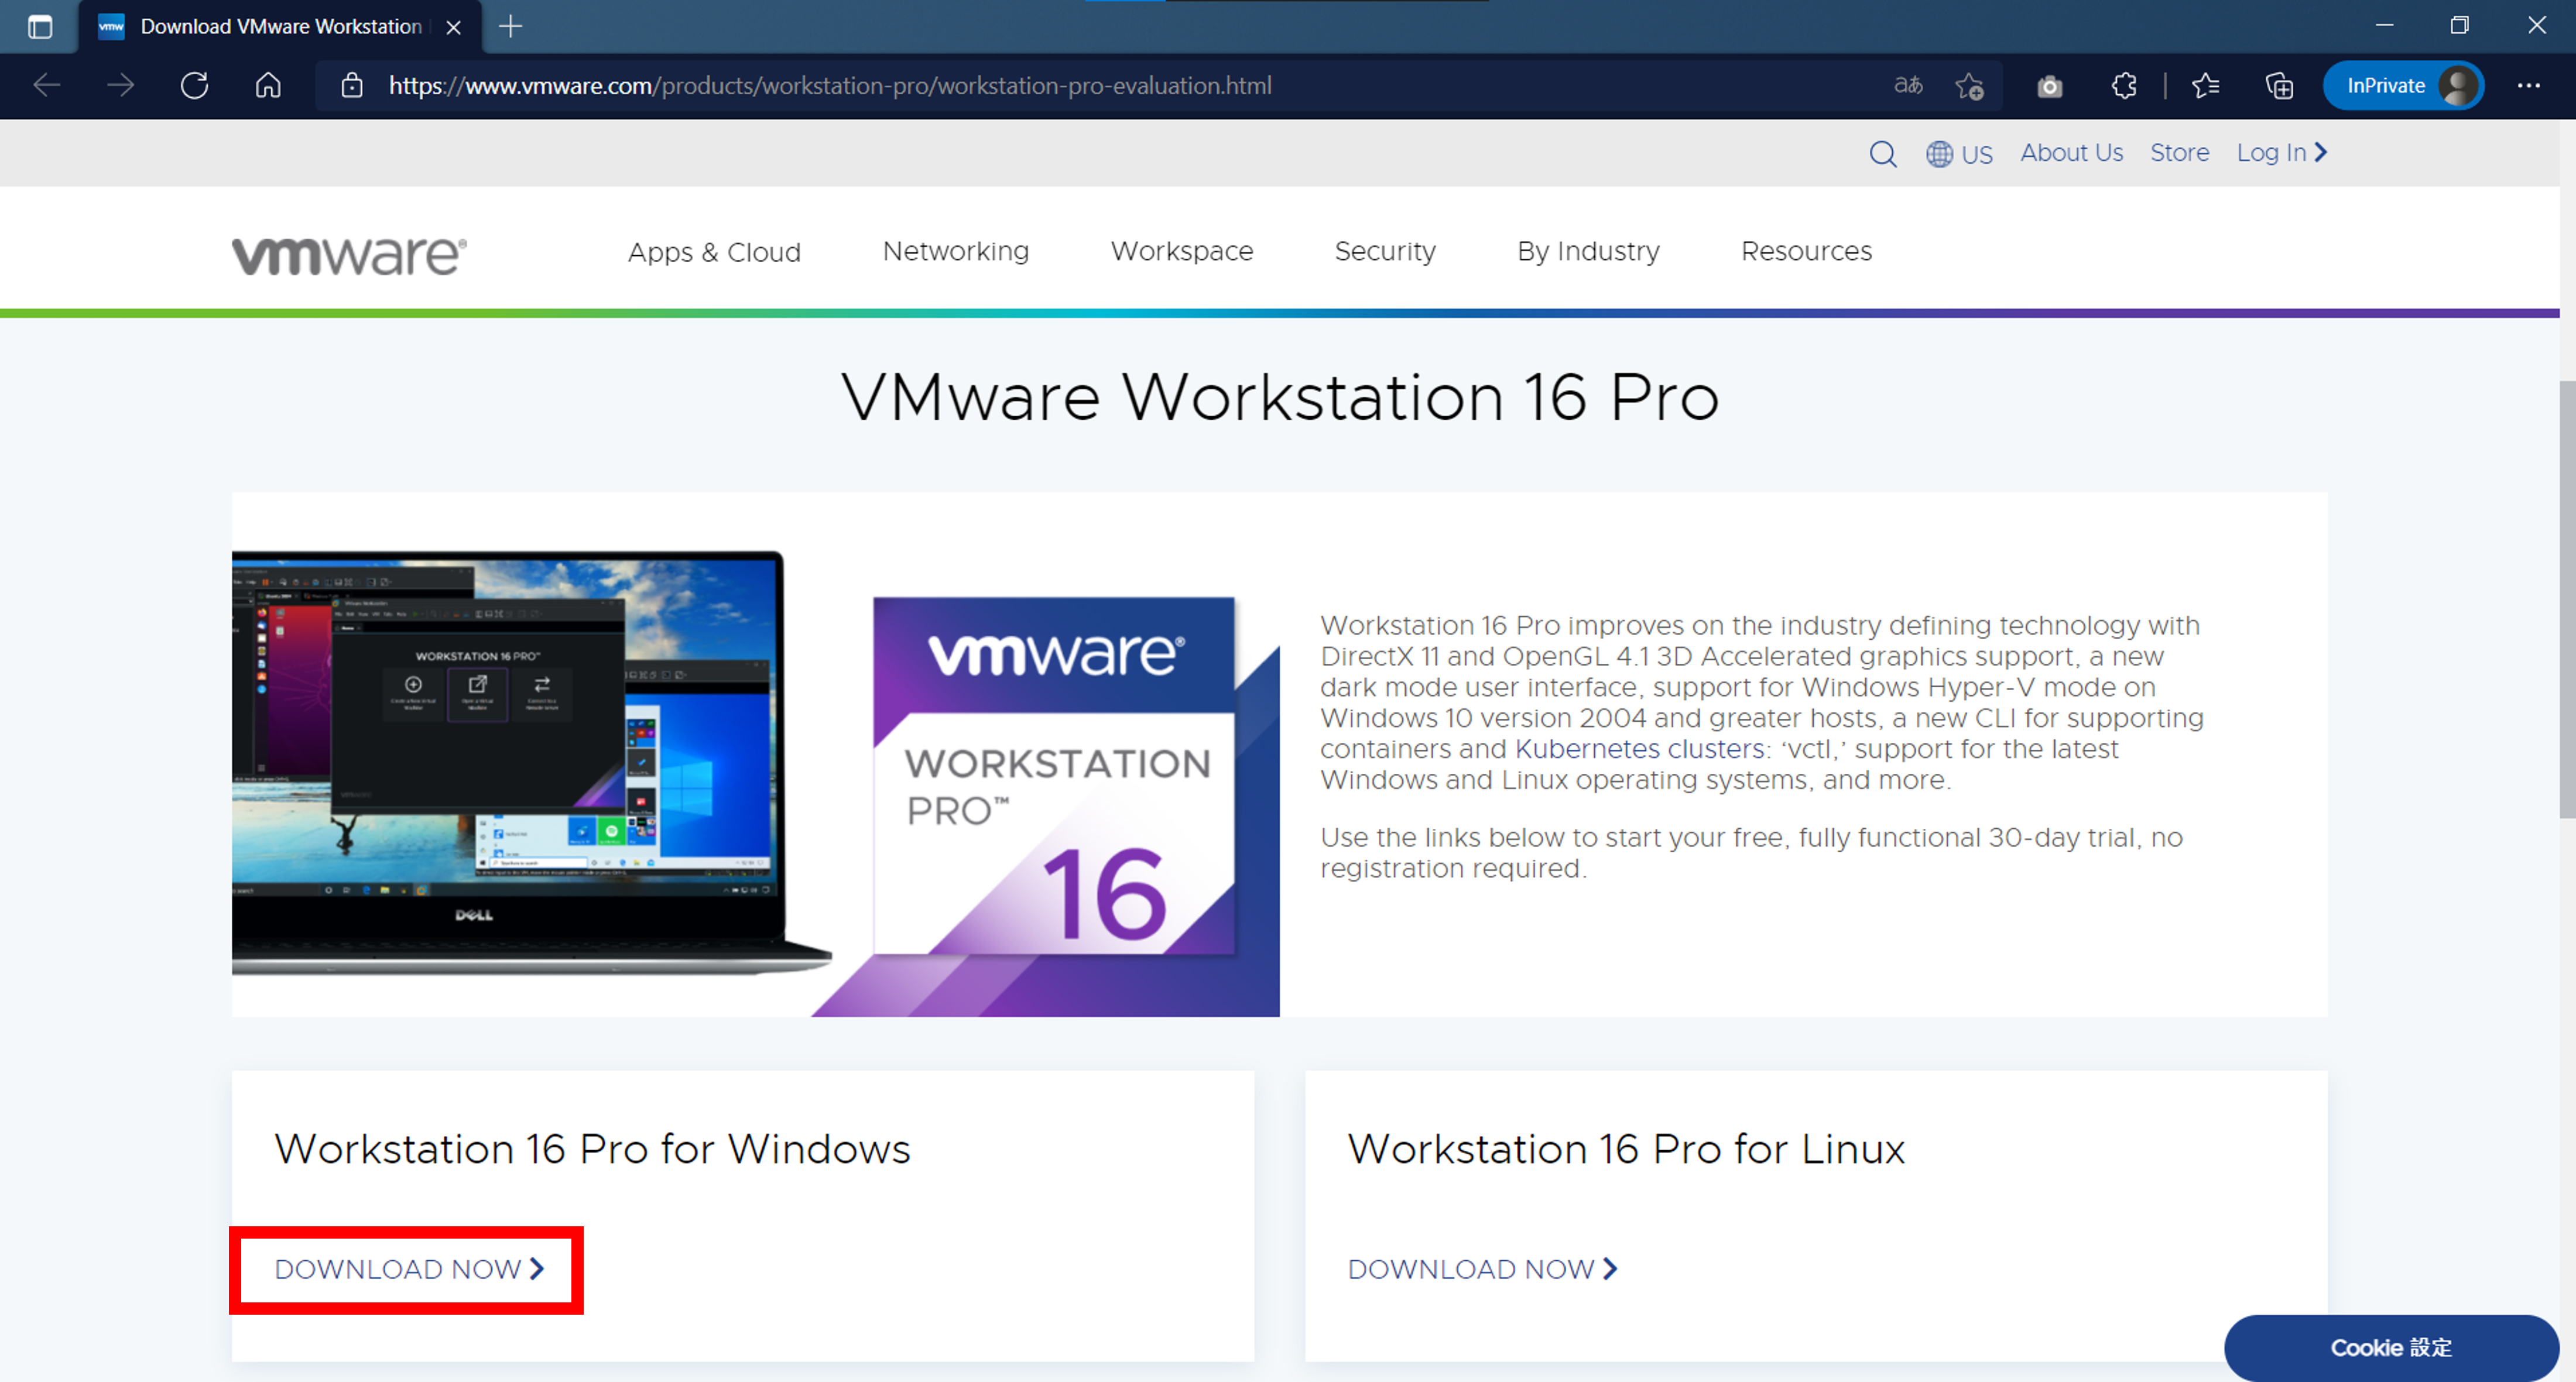 vmw Download VMware Workstation
https://www.vmware.com/products/workstation-pro/workstation-pro-evaluation.html
aあ
InPrivate
US About Us Store Log In
vmware®
Apps & Cloud Networking Workspace Security By Industry Resources
VMware Workstation 16 Pro
WORKSTATION 16 PRO™
DELL
vmware®
WORKSTATION
PRO™
16
Workstation 16 Pro improves on the industry defining technology with
DirectX 11 and OpenGL 4.1 3D Accelerated graphics support, a new
dark mode user interface, support for Windows Hyper-V mode on
Windows 10 version 2004 and greater hosts, a new CLI for supporting
containers and Kubernetes clusters: ‘vctl,’ support for the latest
Windows and Linux operating systems, and more.
Use the links below to start your free, fully functional 30-day trial, no
registration required.
Workstation 16 Pro for Windows
DOWNLOAD NOW
Workstation 16 Pro for Linux
DOWNLOAD NOW
Cookie 設定